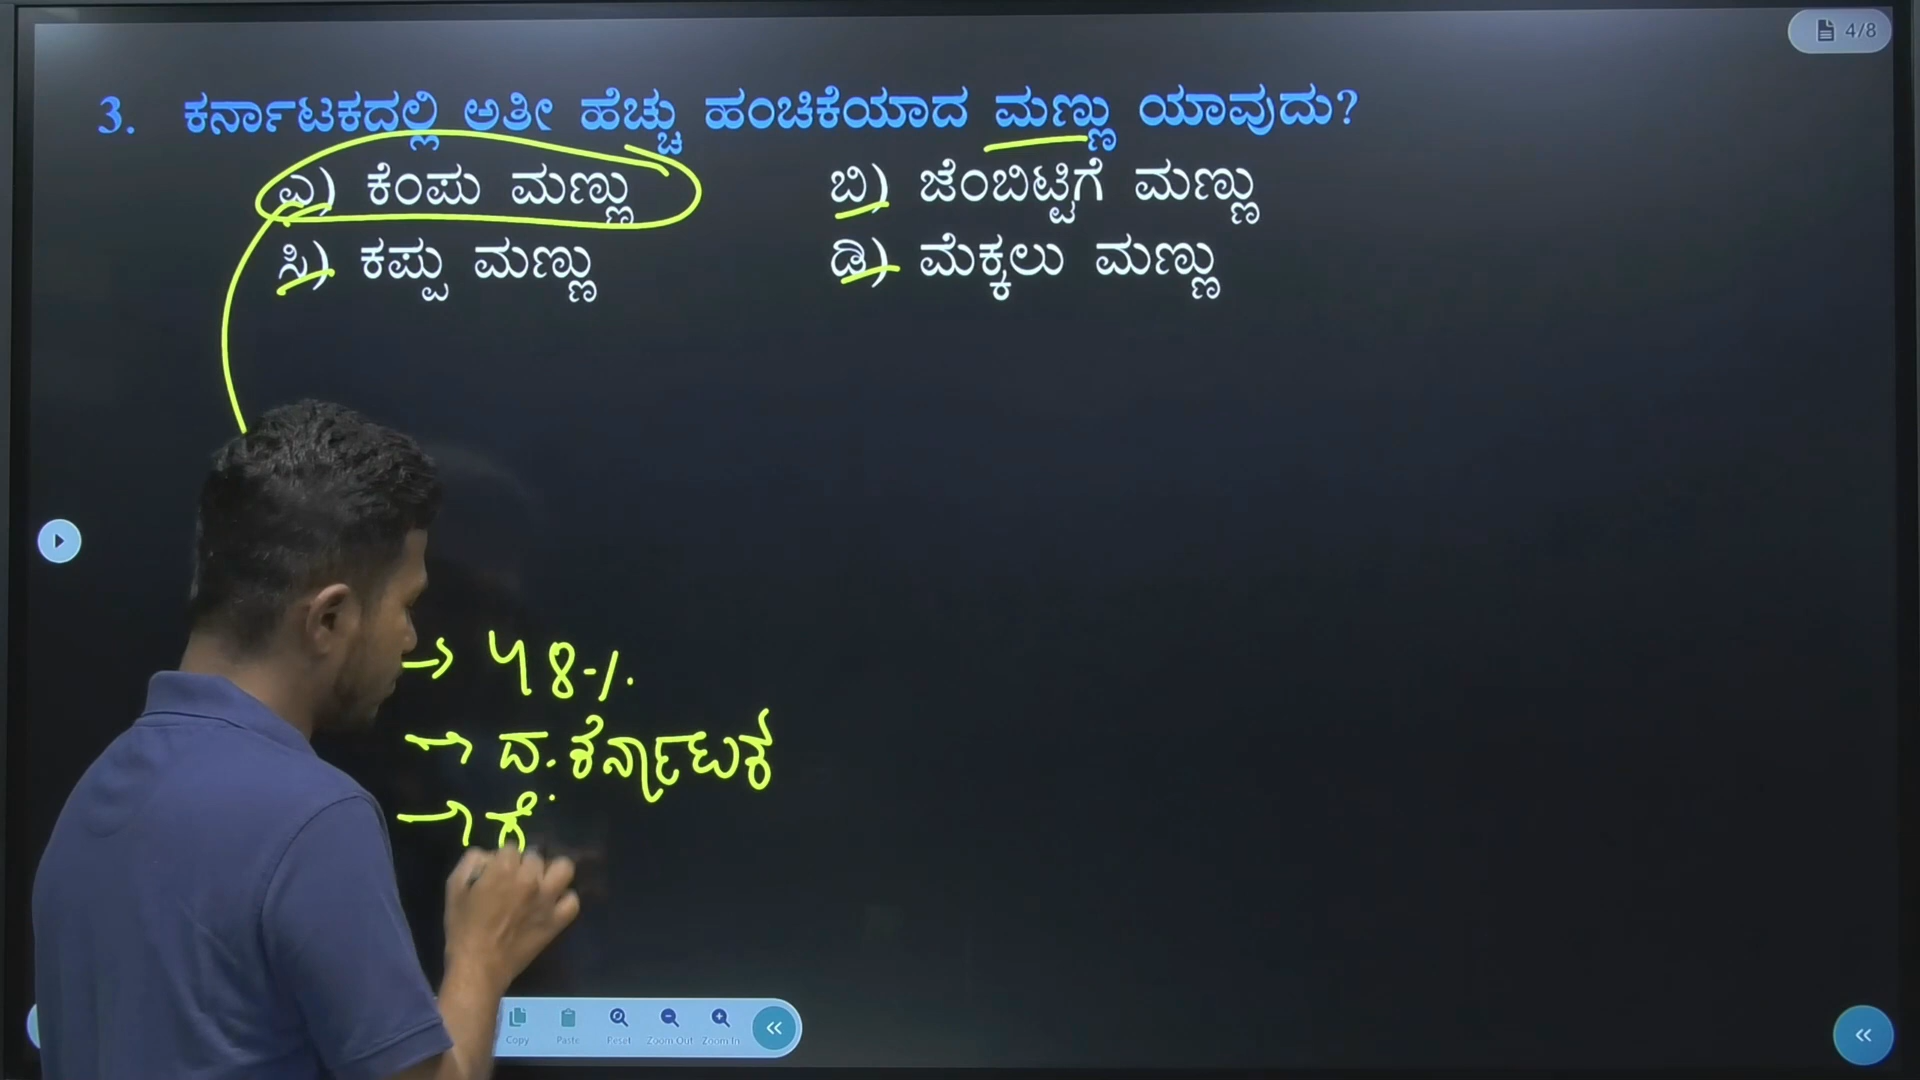 4/8
3. ಕರ್ನಾಟಕದಲ್ಲಿ ಅತೀ ಹೆಚ್ಚು ಹಂಚಿಕೆಯಾದ ಮಣ್ಣು ಯಾವುದು?
ಎ) ಕೆಂಪು ಮಣ್ಣು ಬಿ) ಜೆಂಬಿಟ್ಟಿಗೆ ಮಣ್ಣು
ಸಿ) ಕಪ್ಪು ಮಣ್ಣು ಡಿ) ಮೆಕ್ಕಲು ಮಣ್ಣು
→ 48%
→ ದ.ಕರ್ನಾಟಕ
→
Copy Paste Reset Zoom Out Zoom In